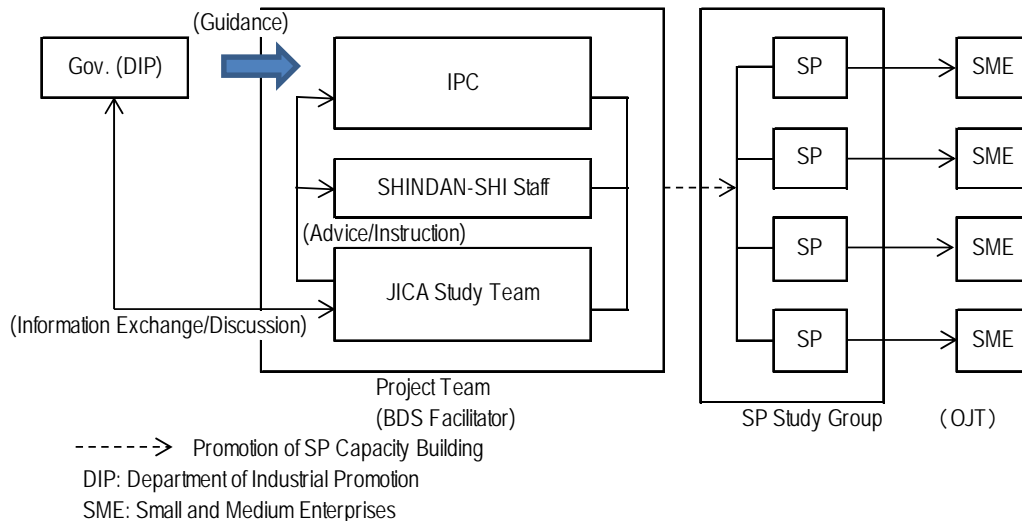 (Guidance)
Gov. (DIP)
IPC
SHINDAN-SHI Staff
(Advice/Instruction)
JICA Study Team
(Information Exchange/Discussion)
Project Team
(BDS Facilitator)
SP
SME
SP
SME
SP
SME
SP
SME
SP Study Group
(OJT)
Promotion of SP Capacity Building
DIP: Department of Industrial Promotion
SME: Small and Medium Enterprises